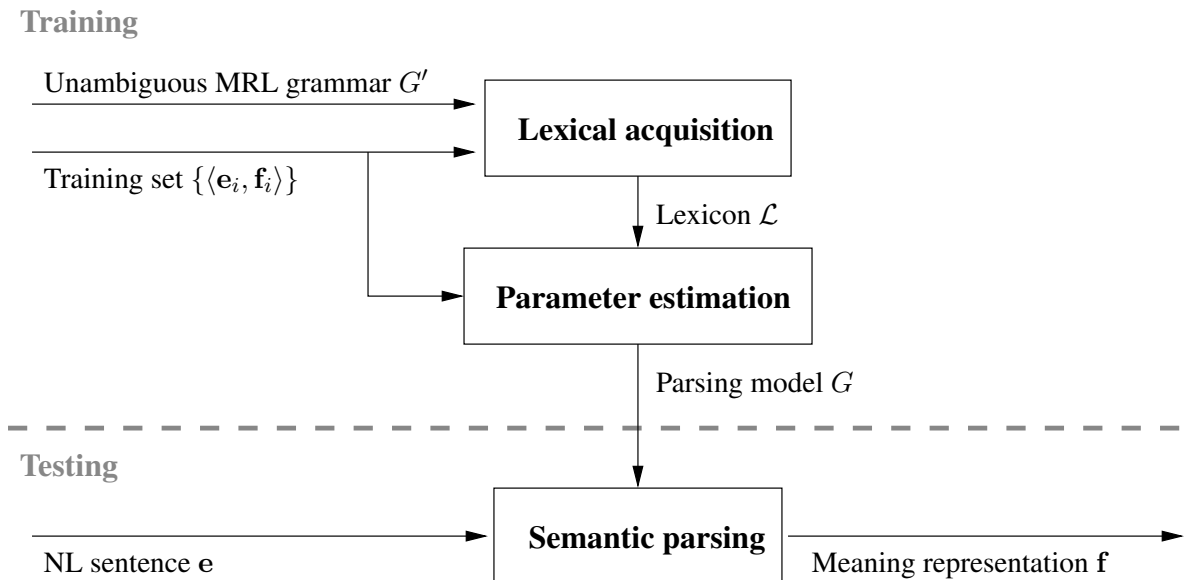 Training
Unambiguous MRL grammar G′
Lexical acquisition
Training set {⟨e_i, f_i⟩}
Lexicon ℒ
Parameter estimation
Parsing model G
Testing
Semantic parsing
NL sentence e
Meaning representation f